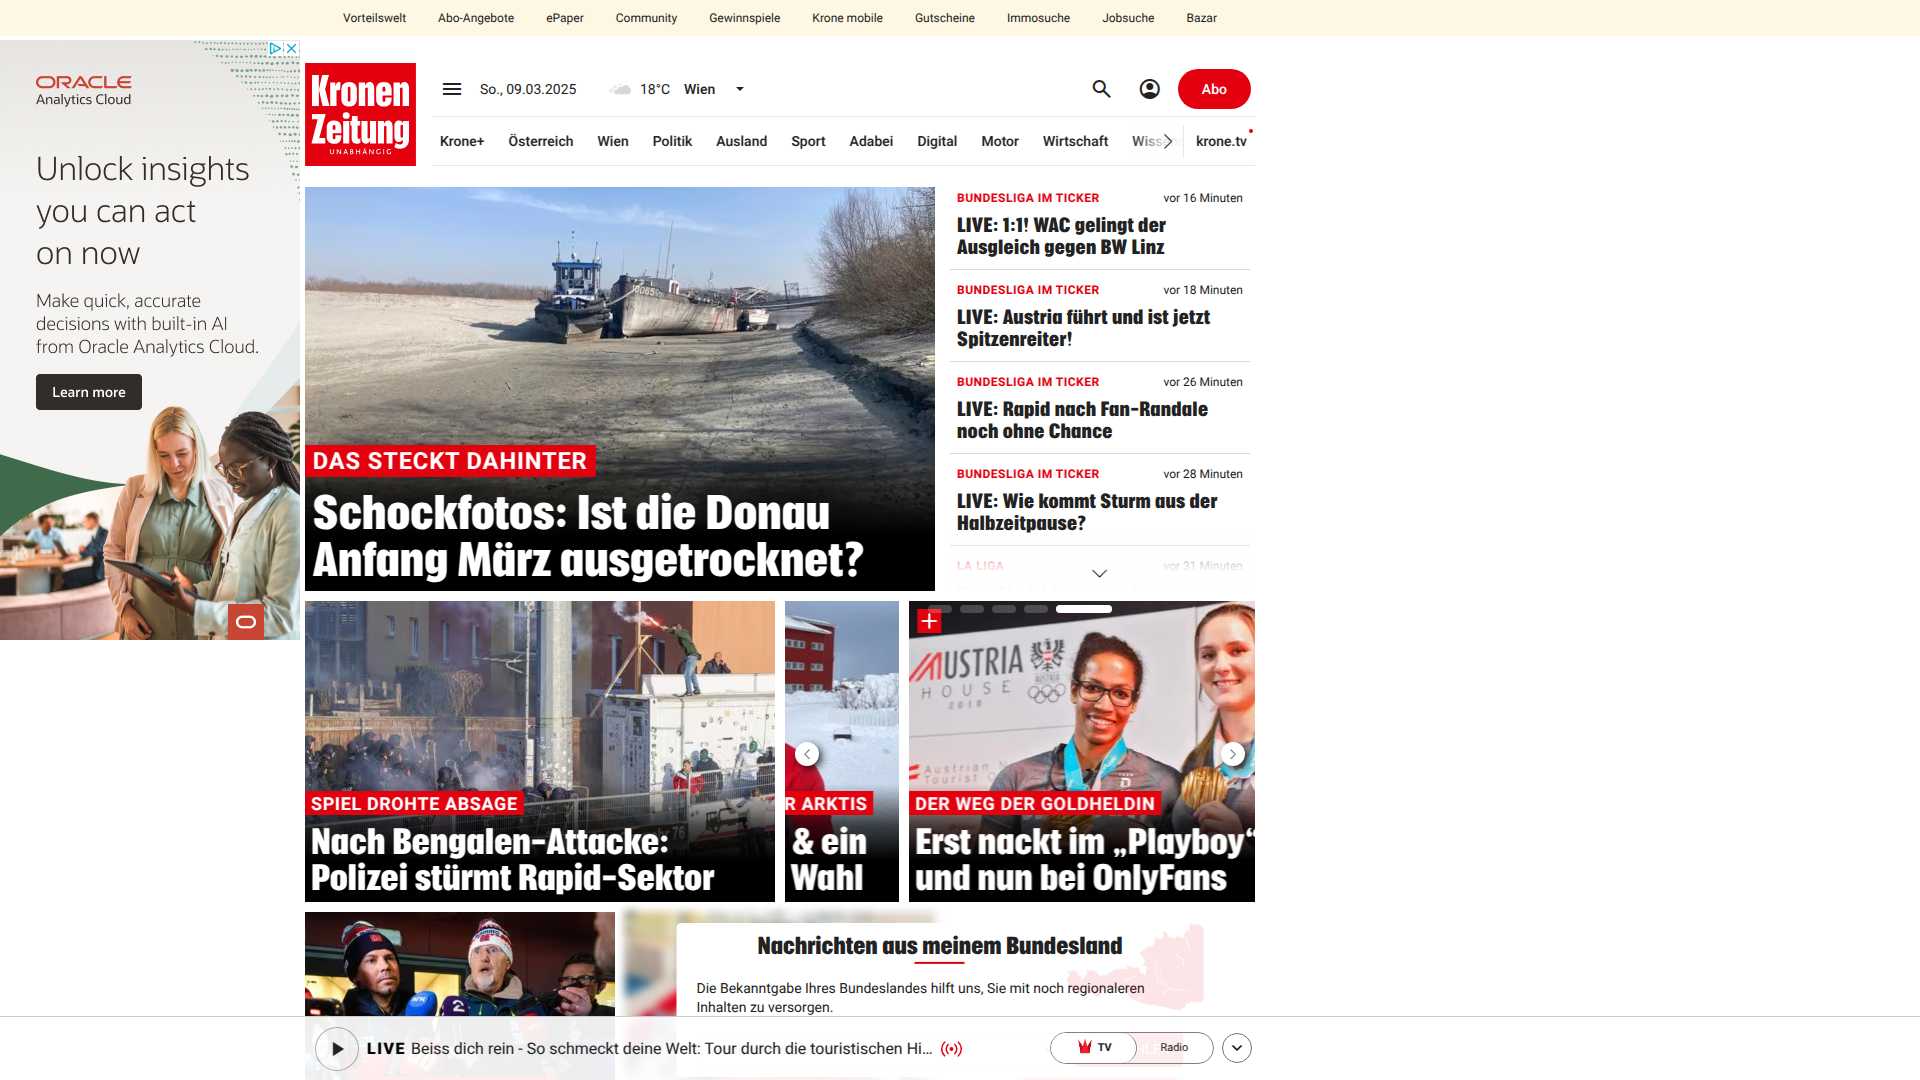 Vorteilswelt
Abo-Angebote
ePaper
Community
Gewinnspiele
Krone mobile
Gutscheine
Immosuche
Jobsuche
Bazar
ORACLE
Analytics Cloud
Unlock insights
you can act
on now
Make quick, accurate
decisions with built-in AI
from Oracle Analytics Cloud.
Learn more
Kronen
Zeitung
UNABHÄNGIG
So., 09.03.2025
18°C
Wien
Abo
Krone+
Österreich
Wien
Politik
Ausland
Sport
Adabei
Digital
Motor
Wirtschaft
Wiss
krone.tv
DAS STECKT DAHINTER
Schockfotos: Ist die Donau
Anfang März ausgetrocknet?
BUNDESLIGA IM TICKER
vor 16 Minuten
LIVE: 1:1! WAC gelingt der
Ausgleich gegen BW Linz
BUNDESLIGA IM TICKER
vor 18 Minuten
LIVE: Austria führt und ist jetzt
Spitzenreiter!
BUNDESLIGA IM TICKER
vor 26 Minuten
LIVE: Rapid nach Fan-Randale
noch ohne Chance
BUNDESLIGA IM TICKER
vor 28 Minuten
LIVE: Wie kommt Sturm aus der
Halbzeitpause?
LA LIGA
vor 31 Minuten
SPIEL DROHTE ABSAGE
Nach Bengalen-Attacke:
Polizei stürmt Rapid-Sektor
R ARKTIS
& ein
Wahl
AUSTRIA
HOUSE
2018
AUSTRIA
Austrian N
Tourist O
DER WEG DER GOLDHELDIN
Erst nackt im „Playboy“
und nun bei OnlyFans
Nachrichten aus meinem Bundesland
Die Bekanntgabe Ihres Bundeslandes hilft uns, Sie mit noch regionaleren
Inhalten zu versorgen.
LIVE Beiss dich rein - So schmeckt deine Welt: Tour durch die touristischen Hi...
TV
Radio